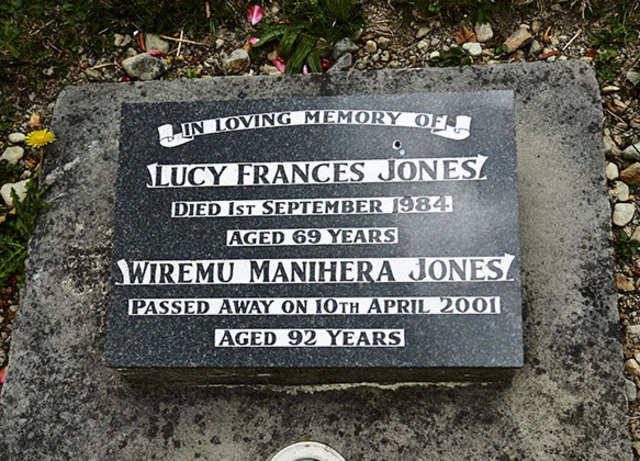 IN LOVING MEMORY OF
LUCY FRANCES JONES
DIED 1ST SEPTEMBER 1984
AGED 69 YEARS
WIREMU MANIHERA JONES
PASSED AWAY ON 10TH APRIL 2001
AGED 92 YEARS